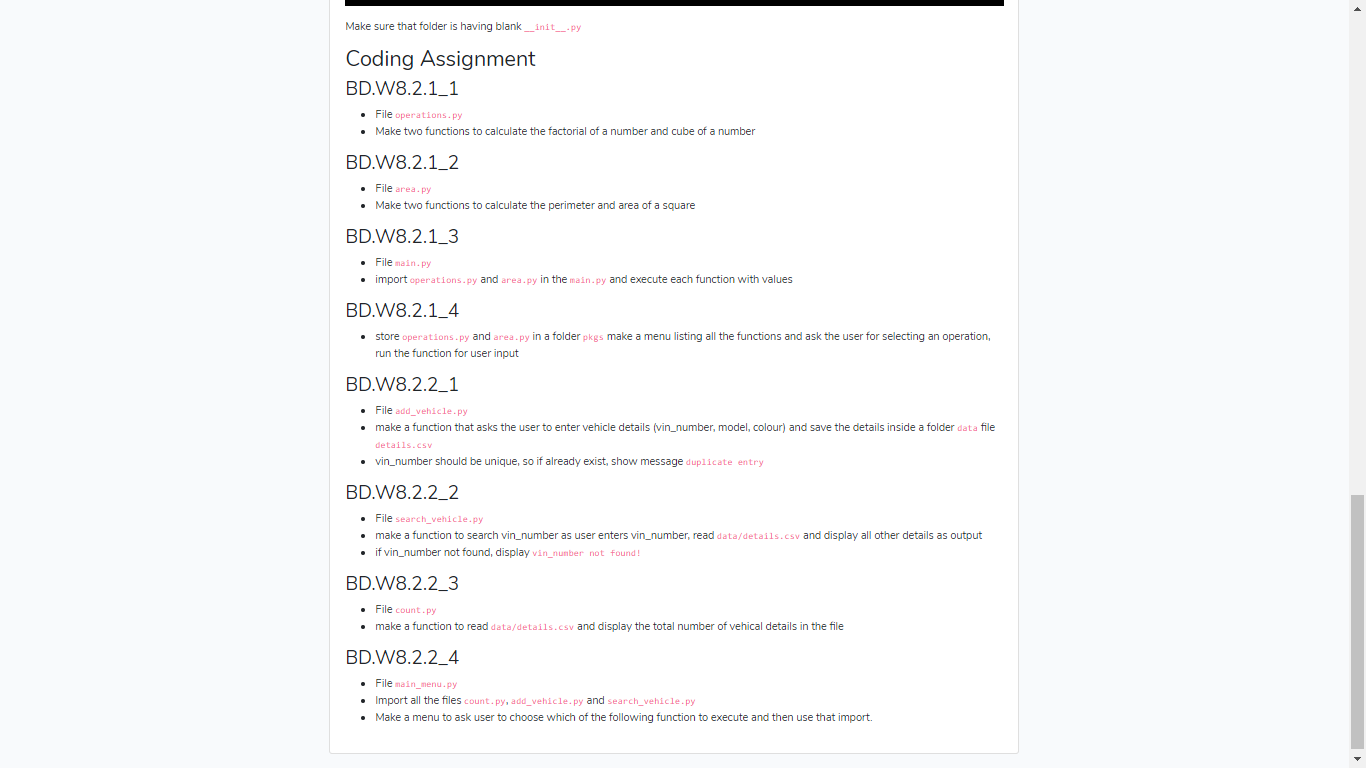 Make sure that folder is having blank __init__.py
Coding Assignment
BD.W8.2.1_1
File operations.py
Make two functions to calculate the factorial of a number and cube of a number
BD.W8.2.1_2
File area.py
Make two functions to calculate the perimeter and area of a square
BD.W8.2.1_3
File main.py
import operations.py and area.py in the main.py and execute each function with values
BD.W8.2.1_4
store operations.py and area.py in a folder pkgs make a menu listing all the functions and ask the user for selecting an operation,
run the function for user input
BD.W8.2.2_1
File add_vehicle.py
make a function that asks the user to enter vehicle details (vin_number, model, colour) and save the details inside a folder data file
details.csv
vin_number should be unique, so if already exist, show message duplicate entry
BD.W8.2.2_2
File search_vehicle.py
make a function to search vin_number as user enters vin_number, read data/details.csv and display all other details as output
if vin_number not found, display vin_number not found!
BD.W8.2.2_3
File count.py
make a function to read data/details.csv and display the total number of vehical details in the file
BD.W8.2.2_4
File main_menu.py
Import all the files count.py, add_vehicle.py and search_vehicle.py
Make a menu to ask user to choose which of the following function to execute and then use that import.